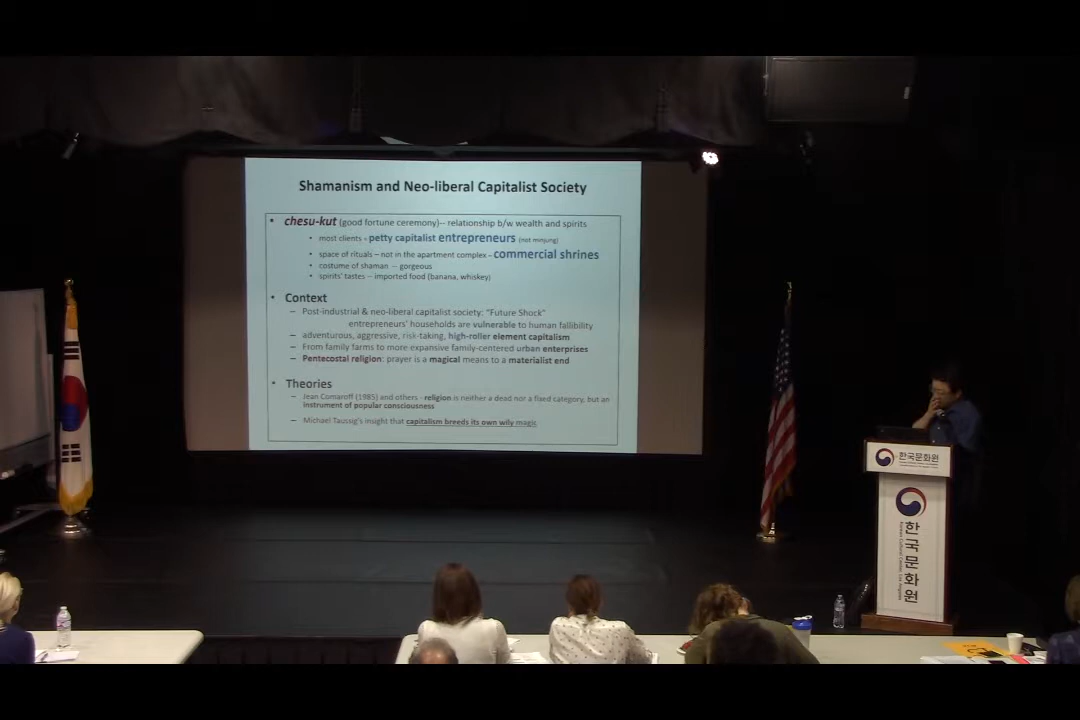 Shamanism and Neo-liberal Capitalist Society
• chesu-kut (good fortune ceremony)-- relationship b/w wealth and spirits
• most clients - petty capitalist entrepreneurs (not minjung)
• space of rituals – not in the apartment complex - commercial shrines
• costume of shaman -- gorgeous
• spirits' tastes – imported food (banana, whiskey)
• Context
– Post-industrial & neo-liberal capitalist society: "Future Shock"
entrepreneurs' households are vulnerable to human fallibility
– adventurous, aggressive, risk-taking, high-roller element capitalism
– From family farms to more expansive family-centered urban enterprises
– Pentecostal religion: prayer is a magical means to a materialist end
• Theories
– Jean Comaroff (1985) and others - religion is neither a dead nor a fixed category, but an
instrument of popular consciousness
– Michael Taussig's insight that capitalism breeds its own wily magic
한국문화원
한국문화원
Korean Cultural Center, Los Angeles